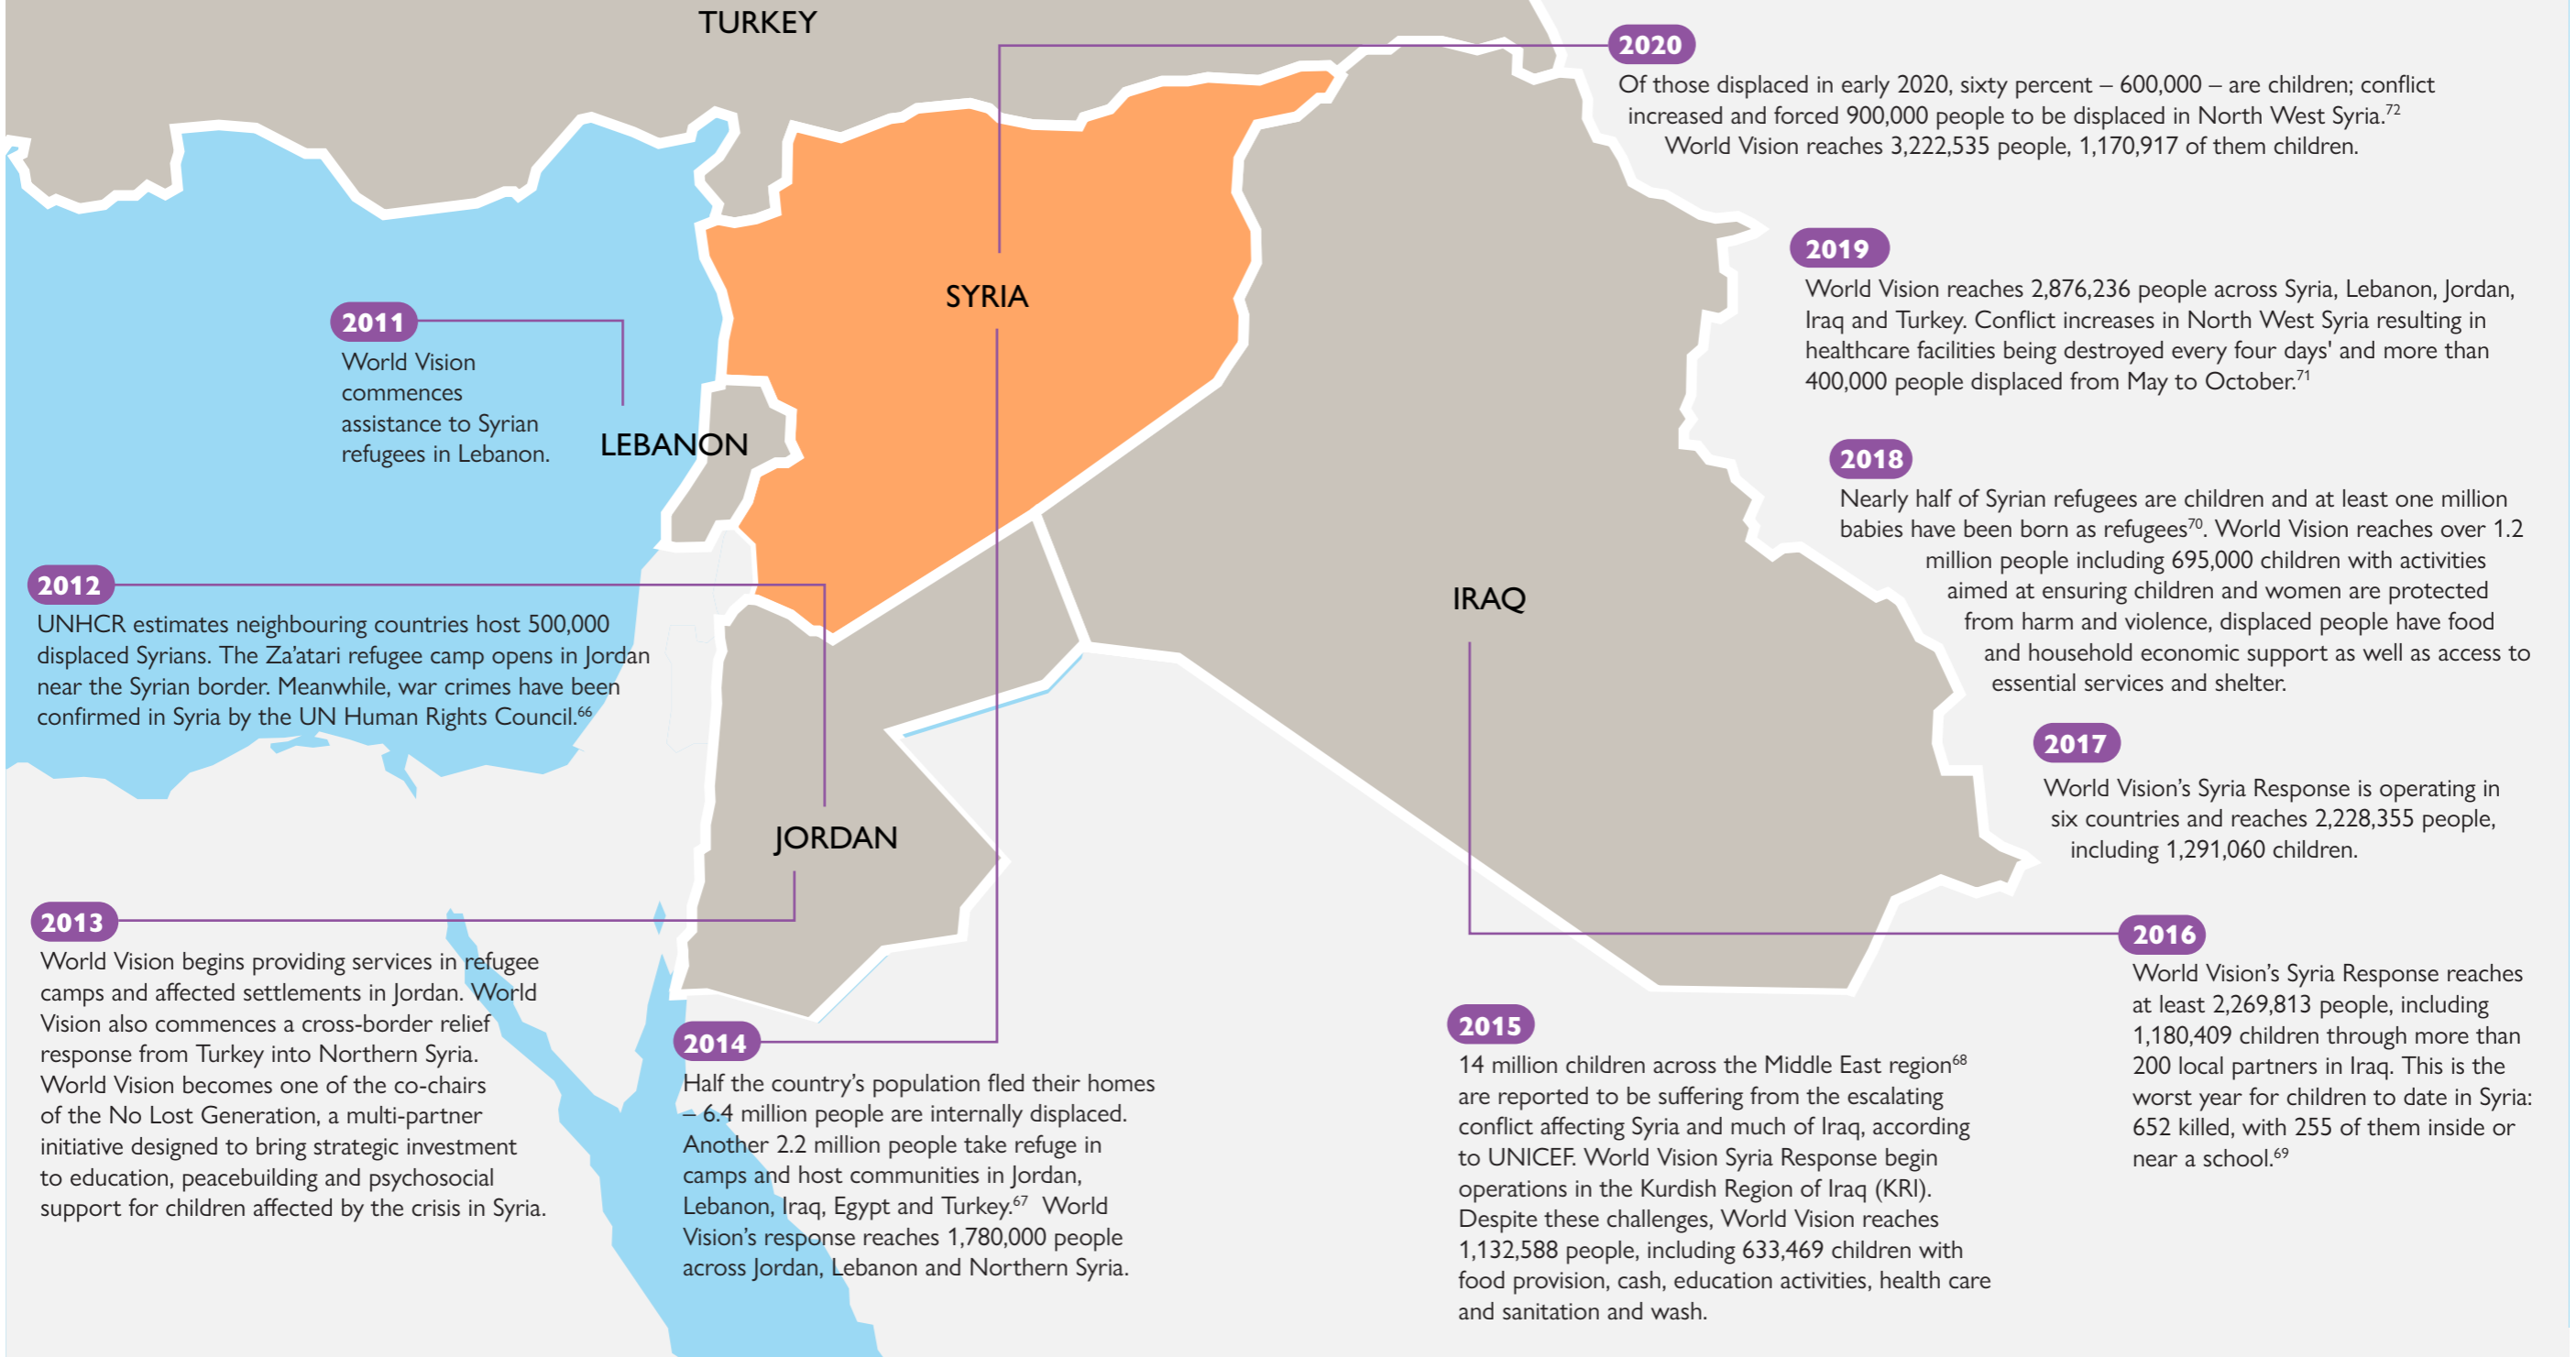 TURKEY
SYRIA
LEBANON
IRAQ
JORDAN
2011
World Vision
commences
assistance to Syrian
refugees in Lebanon.
2012
UNHCR estimates neighbouring countries host 500,000
displaced Syrians. The Za’atari refugee camp opens in Jordan
near the Syrian border. Meanwhile, war crimes have been
confirmed in Syria by the UN Human Rights Council.66
2013
World Vision begins providing services in refugee
camps and affected settlements in Jordan. World
Vision also commences a cross-border relief
response from Turkey into Northern Syria.
World Vision becomes one of the co-chairs
of the No Lost Generation, a multi-partner
initiative designed to bring strategic investment
to education, peacebuilding and psychosocial
support for children affected by the crisis in Syria.
2014
Half the country’s population fled their homes
– 6.4 million people are internally displaced.
Another 2.2 million people take refuge in
camps and host communities in Jordan,
Lebanon, Iraq, Egypt and Turkey.67 World
Vision’s response reaches 1,780,000 people
across Jordan, Lebanon and Northern Syria.
2015
14 million children across the Middle East region68
are reported to be suffering from the escalating
conflict affecting Syria and much of Iraq, according
to UNICEF. World Vision Syria Response begin
operations in the Kurdish Region of Iraq (KRI).
Despite these challenges, World Vision reaches
1,132,588 people, including 633,469 children with
food provision, cash, education activities, health care
and sanitation and wash.
2016
World Vision’s Syria Response reaches
at least 2,269,813 people, including
1,180,409 children through more than
200 local partners in Iraq. This is the
worst year for children to date in Syria:
652 killed, with 255 of them inside or
near a school.69
2017
World Vision’s Syria Response is operating in
six countries and reaches 2,228,355 people,
including 1,291,060 children.
2018
Nearly half of Syrian refugees are children and at least one million
babies have been born as refugees70. World Vision reaches over 1.2
million people including 695,000 children with activities
aimed at ensuring children and women are protected
from harm and violence, displaced people have food
and household economic support as well as access to
essential services and shelter.
2019
World Vision reaches 2,876,236 people across Syria, Lebanon, Jordan,
Iraq and Turkey. Conflict increases in North West Syria resulting in
healthcare facilities being destroyed every four days' and more than
400,000 people displaced from May to October.71
2020
Of those displaced in early 2020, sixty percent – 600,000 – are children; conflict
increased and forced 900,000 people to be displaced in North West Syria.72
World Vision reaches 3,222,535 people, 1,170,917 of them children.